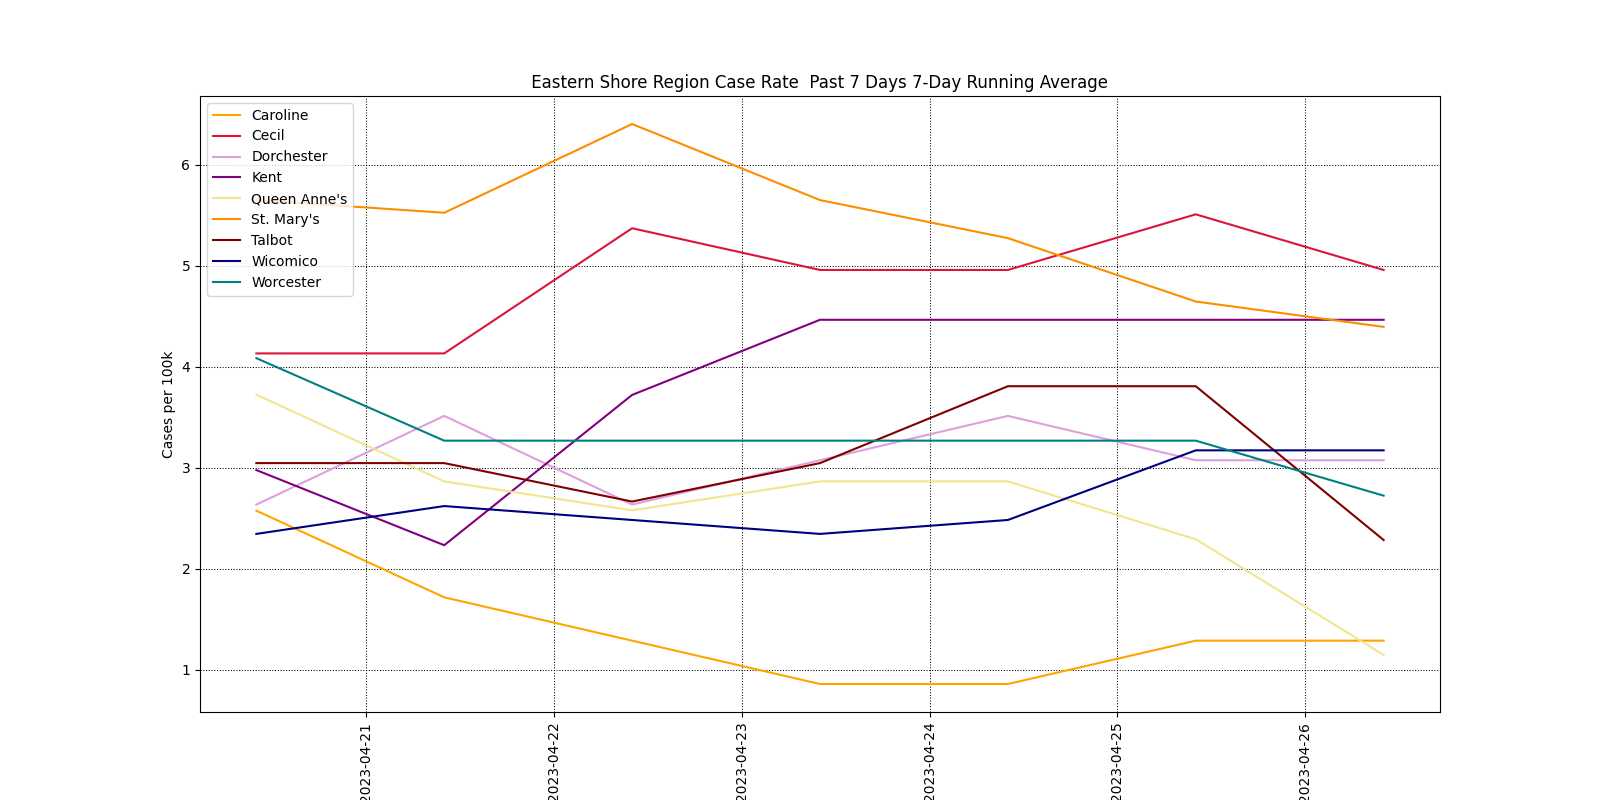 Eastern Shore Region Case Rate  Past 7 Days 7-Day Running Average
Caroline
Cecil
Dorchester
Kent
Queen Anne's
St. Mary's
Talbot
Wicomico
Worcester
Cases per 100k
6
5
4
3
2
1
2023-04-21
2023-04-22
2023-04-23
2023-04-24
2023-04-25
2023-04-26